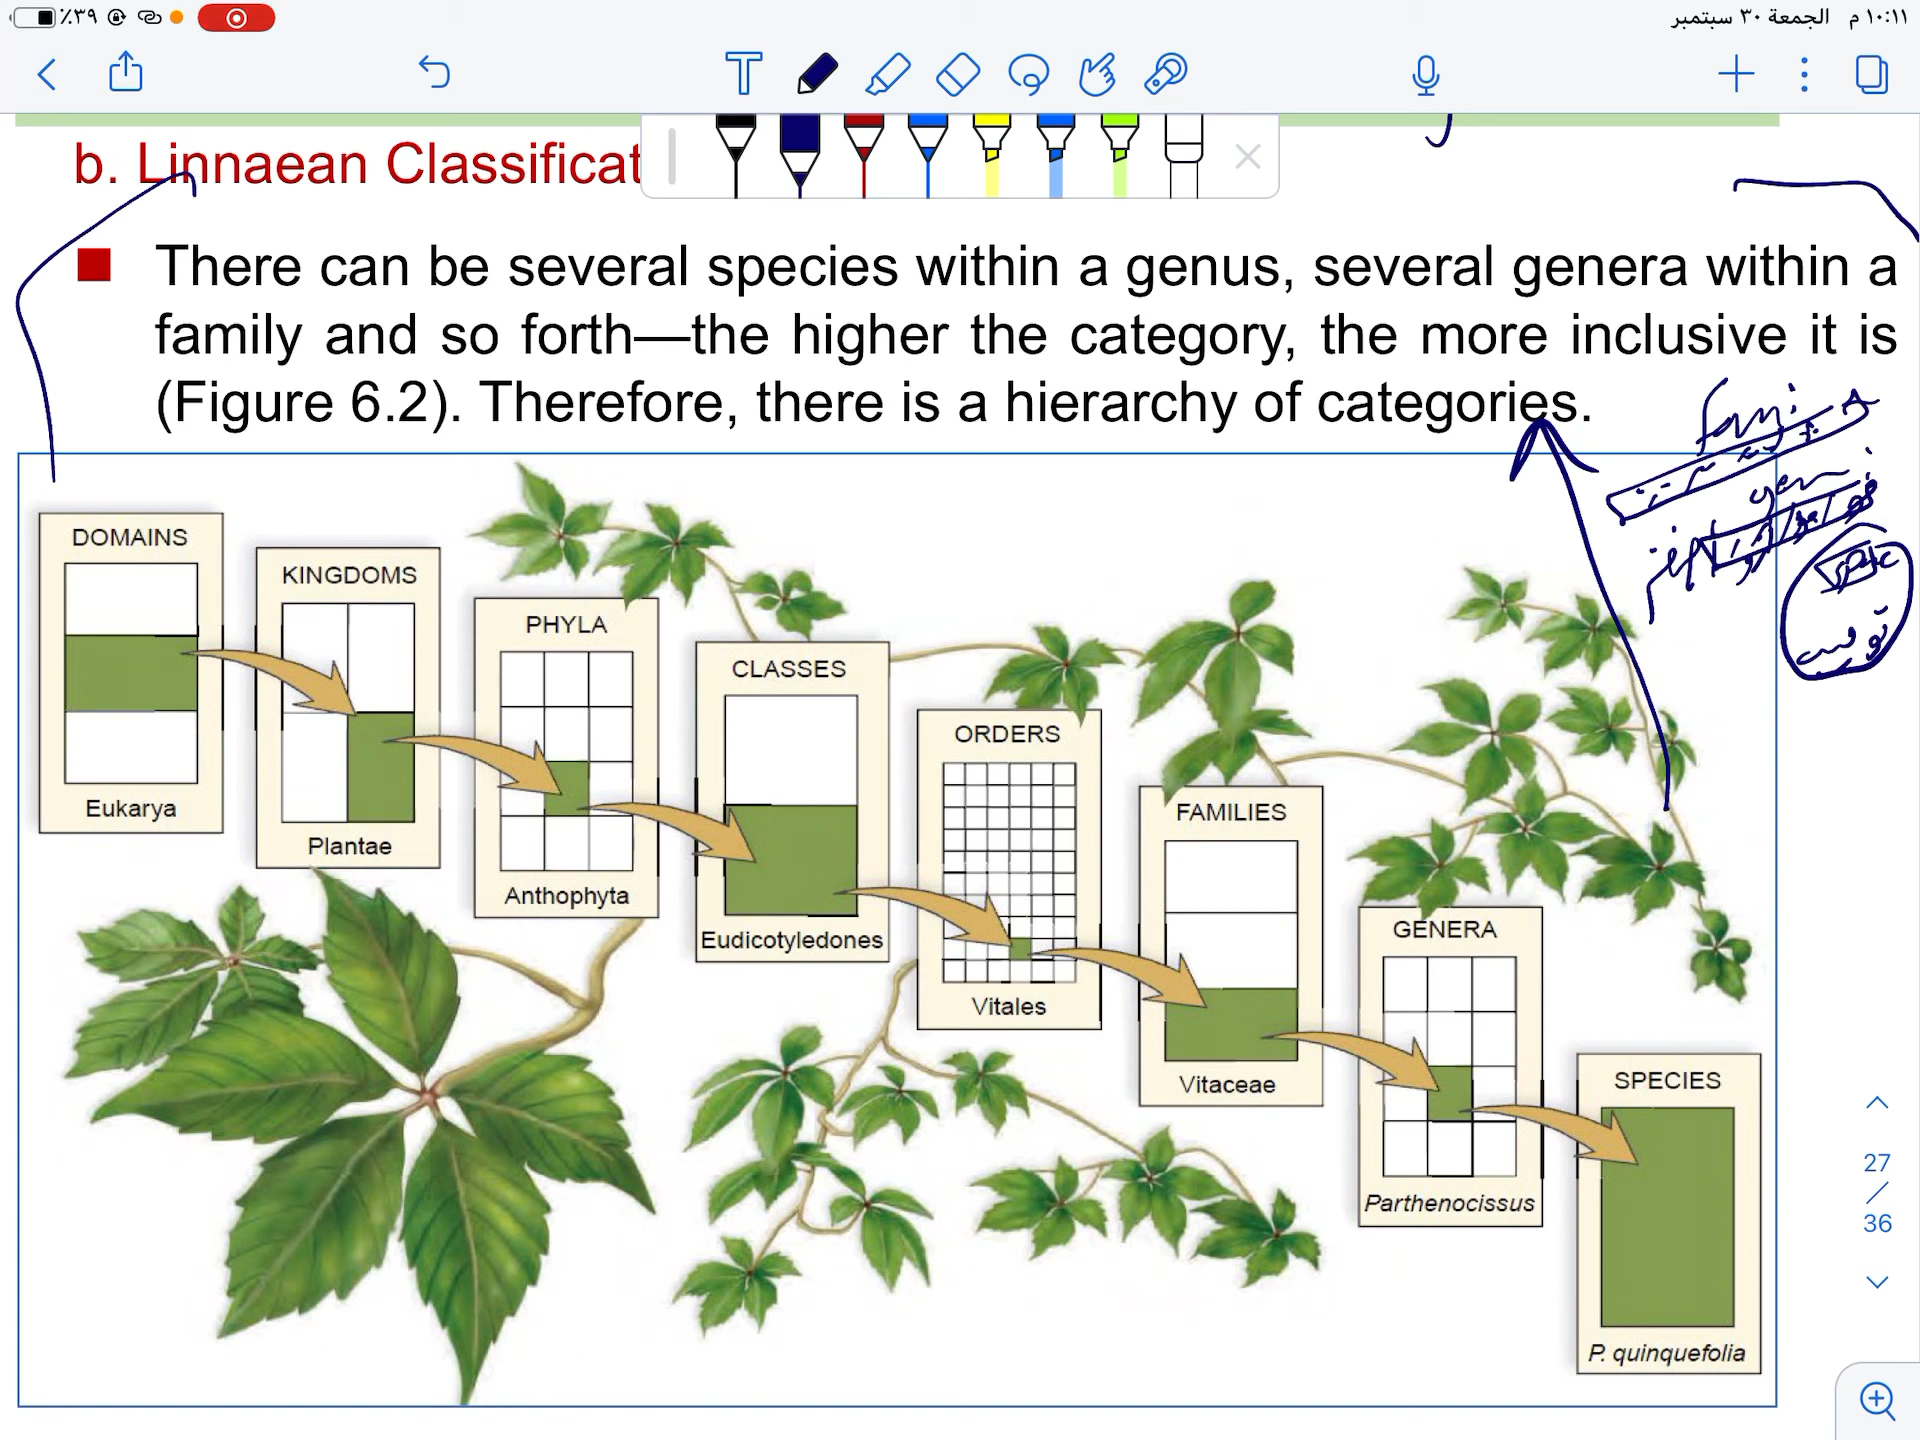 ١٠:١١ م الجمعة ٣٠ سبتمبر
٪٣٩
b. Linnaean Classificat
There can be several species within a genus, several genera within a
family and so forth—the higher the category, the more inclusive it is
(Figure 6.2). Therefore, there is a hierarchy of categories.
DOMAINS
Eukarya
KINGDOMS
Plantae
PHYLA
Anthophyta
CLASSES
Eudicotyledones
ORDERS
Vitales
FAMILIES
Vitaceae
GENERA
Parthenocissus
SPECIES
P. quinquefolia
27
/
36